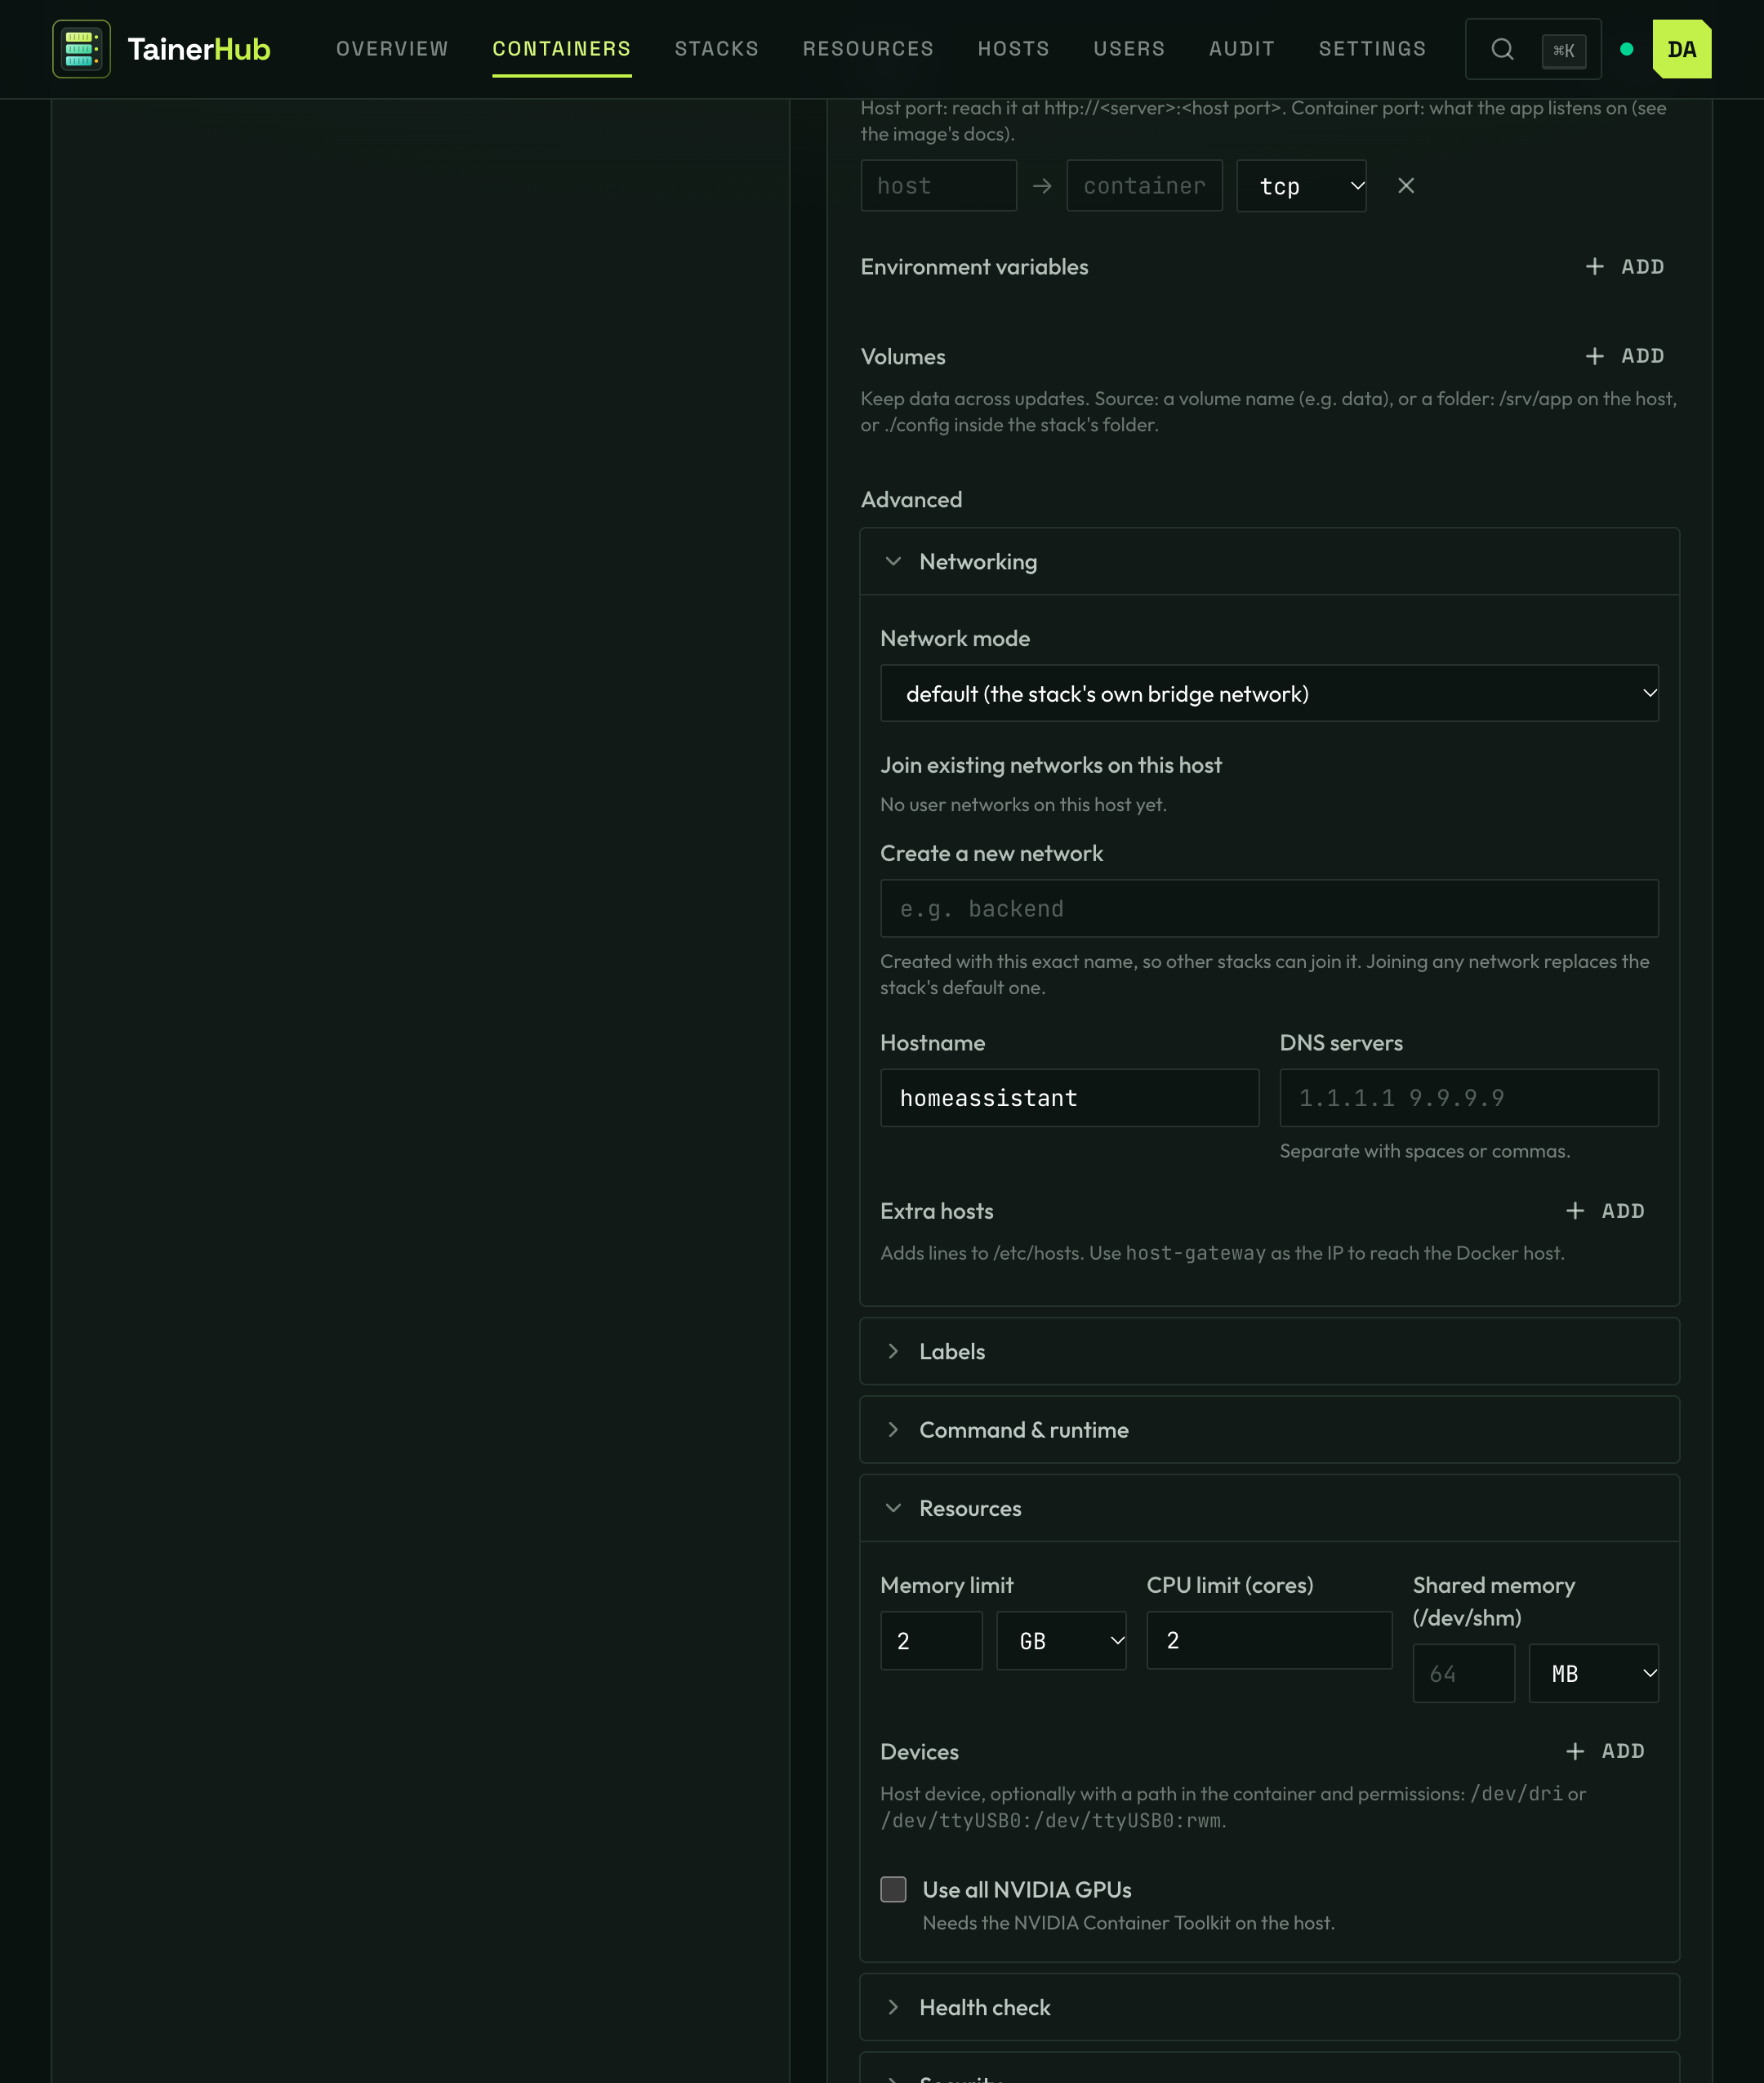 TainerHub
OVERVIEW CONTAINERS STACKS RESOURCES HOSTS USERS AUDIT SETTINGS ⌘K DA
Host port: reach it at http://<server>:<host port>. Container port: what the app listens on (see
the image's docs).
host → container tcp
Environment variables + ADD
Volumes + ADD
Keep data across updates. Source: a volume name (e.g. data), or a folder: /srv/app on the host,
or ./config inside the stack's folder.
Advanced
Networking
Network mode
default (the stack's own bridge network)
Join existing networks on this host
No user networks on this host yet.
Create a new network
e.g. backend
Created with this exact name, so other stacks can join it. Joining any network replaces the
stack's default one.
Hostname DNS servers
homeassistant 1.1.1.1 9.9.9.9
Separate with spaces or commas.
Extra hosts + ADD
Adds lines to /etc/hosts. Use host-gateway as the IP to reach the Docker host.
Labels
Command & runtime
Resources
Memory limit CPU limit (cores) Shared memory
(/dev/shm)
2 GB 2 64 MB
Devices + ADD
Host device, optionally with a path in the container and permissions: /dev/dri or
/dev/ttyUSB0:/dev/ttyUSB0:rwm.
Use all NVIDIA GPUs
Needs the NVIDIA Container Toolkit on the host.
Health check
Security